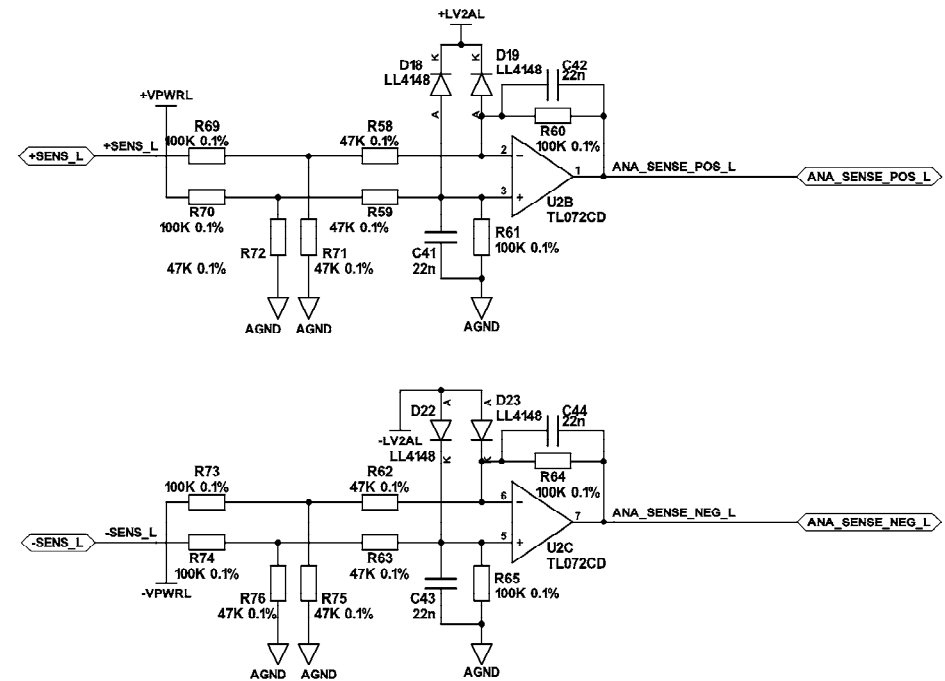 +LV2AL
K
K
D19
D18
LL4148
LL4148
C42
22n
A
A
+VPWRL
R69
100K 0.1%
R58
47K 0.1%
R60
100K 0.1%
+SENS_L
+SENS_L
2
1
ANA_SENSE_POS_L
ANA_SENSE_POS_L
3
U2B
TL072CD
R70
100K 0.1%
R59
47K 0.1%
R61
100K 0.1%
R72
47K 0.1%
R71
47K 0.1%
C41
22n
AGND
AGND
AGND
A
A
D23
D22
LL4148
C44
22n
-LV2AL
LL4148
K
K
R73
100K 0.1%
R62
47K 0.1%
R64
100K 0.1%
6
7
ANA_SENSE_NEG_L
ANA_SENSE_NEG_L
-SENS_L
-SENS_L
5
U2C
TL072CD
R74
100K 0.1%
R63
47K 0.1%
R65
100K 0.1%
-VPWRL
R76
47K 0.1%
R75
47K 0.1%
C43
22n
AGND
AGND
AGND